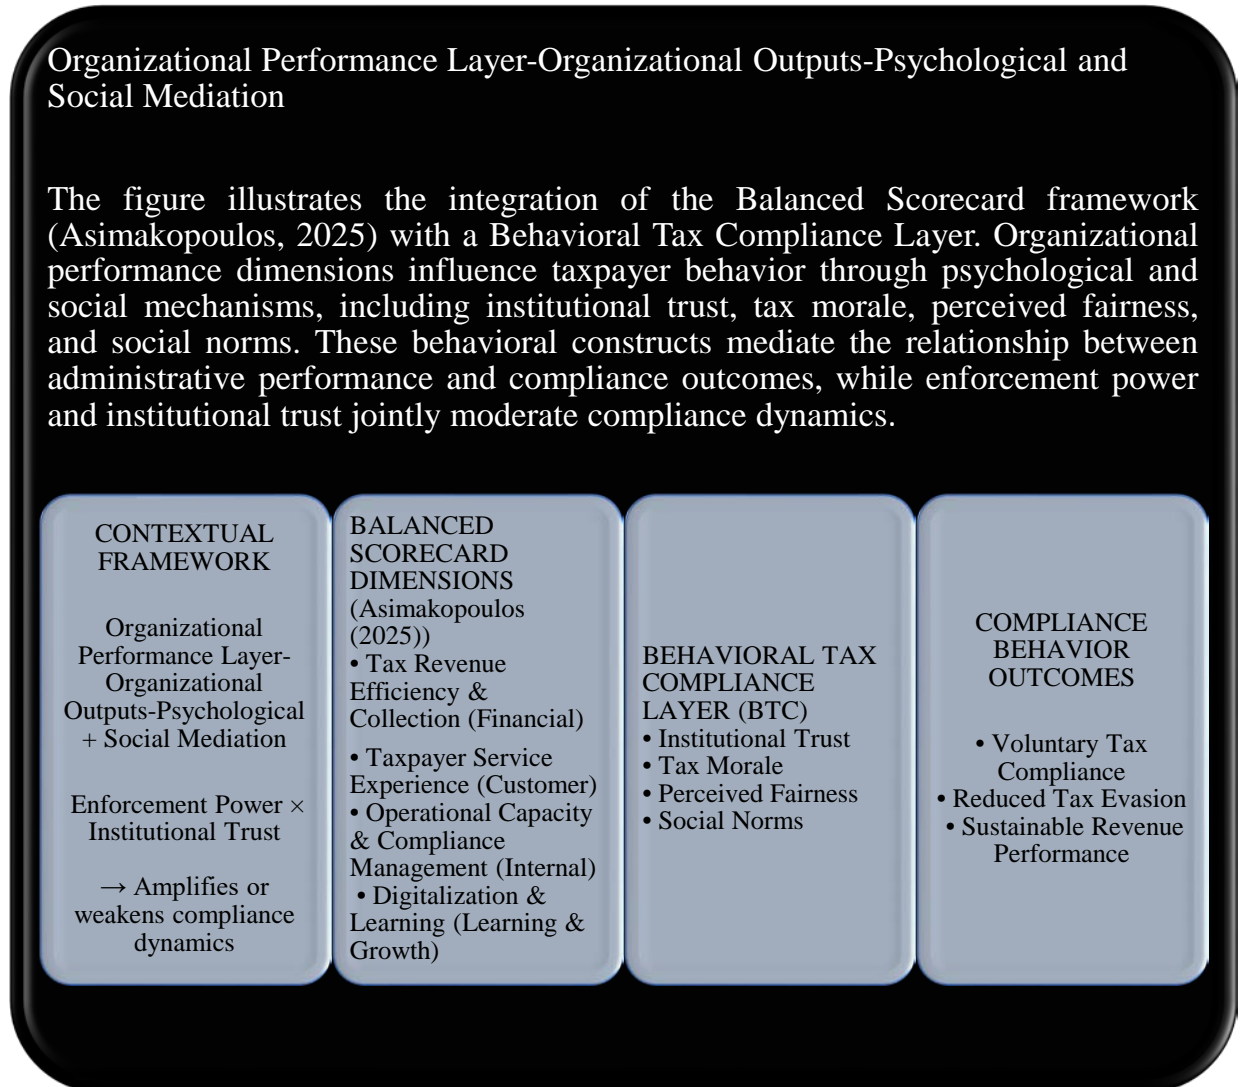 Organizational Performance Layer-Organizational Outputs-Psychological and
Social Mediation
The figure illustrates the integration of the Balanced Scorecard framework
(Asimakopoulos, 2025) with a Behavioral Tax Compliance Layer. Organizational
performance dimensions influence taxpayer behavior through psychological and
social mechanisms, including institutional trust, tax morale, perceived fairness,
and social norms. These behavioral constructs mediate the relationship between
administrative performance and compliance outcomes, while enforcement power
and institutional trust jointly moderate compliance dynamics.
CONTEXTUAL
FRAMEWORK
Organizational
Performance Layer-
Organizational
Outputs-Psychological
+ Social Mediation
Enforcement Power ×
Institutional Trust
→ Amplifies or
weakens compliance
dynamics
BALANCED
SCORECARD
DIMENSIONS
(Asimakopoulos
(2025))
• Tax Revenue
Efficiency &
Collection (Financial)
• Taxpayer Service
Experience (Customer)
• Operational Capacity
& Compliance
Management (Internal)
• Digitalization &
Learning (Learning &
Growth)
BEHAVIORAL TAX
COMPLIANCE
LAYER (BTC)
• Institutional Trust
• Tax Morale
• Perceived Fairness
• Social Norms
COMPLIANCE
BEHAVIOR
OUTCOMES
• Voluntary Tax
Compliance
• Reduced Tax Evasion
• Sustainable Revenue
Performance